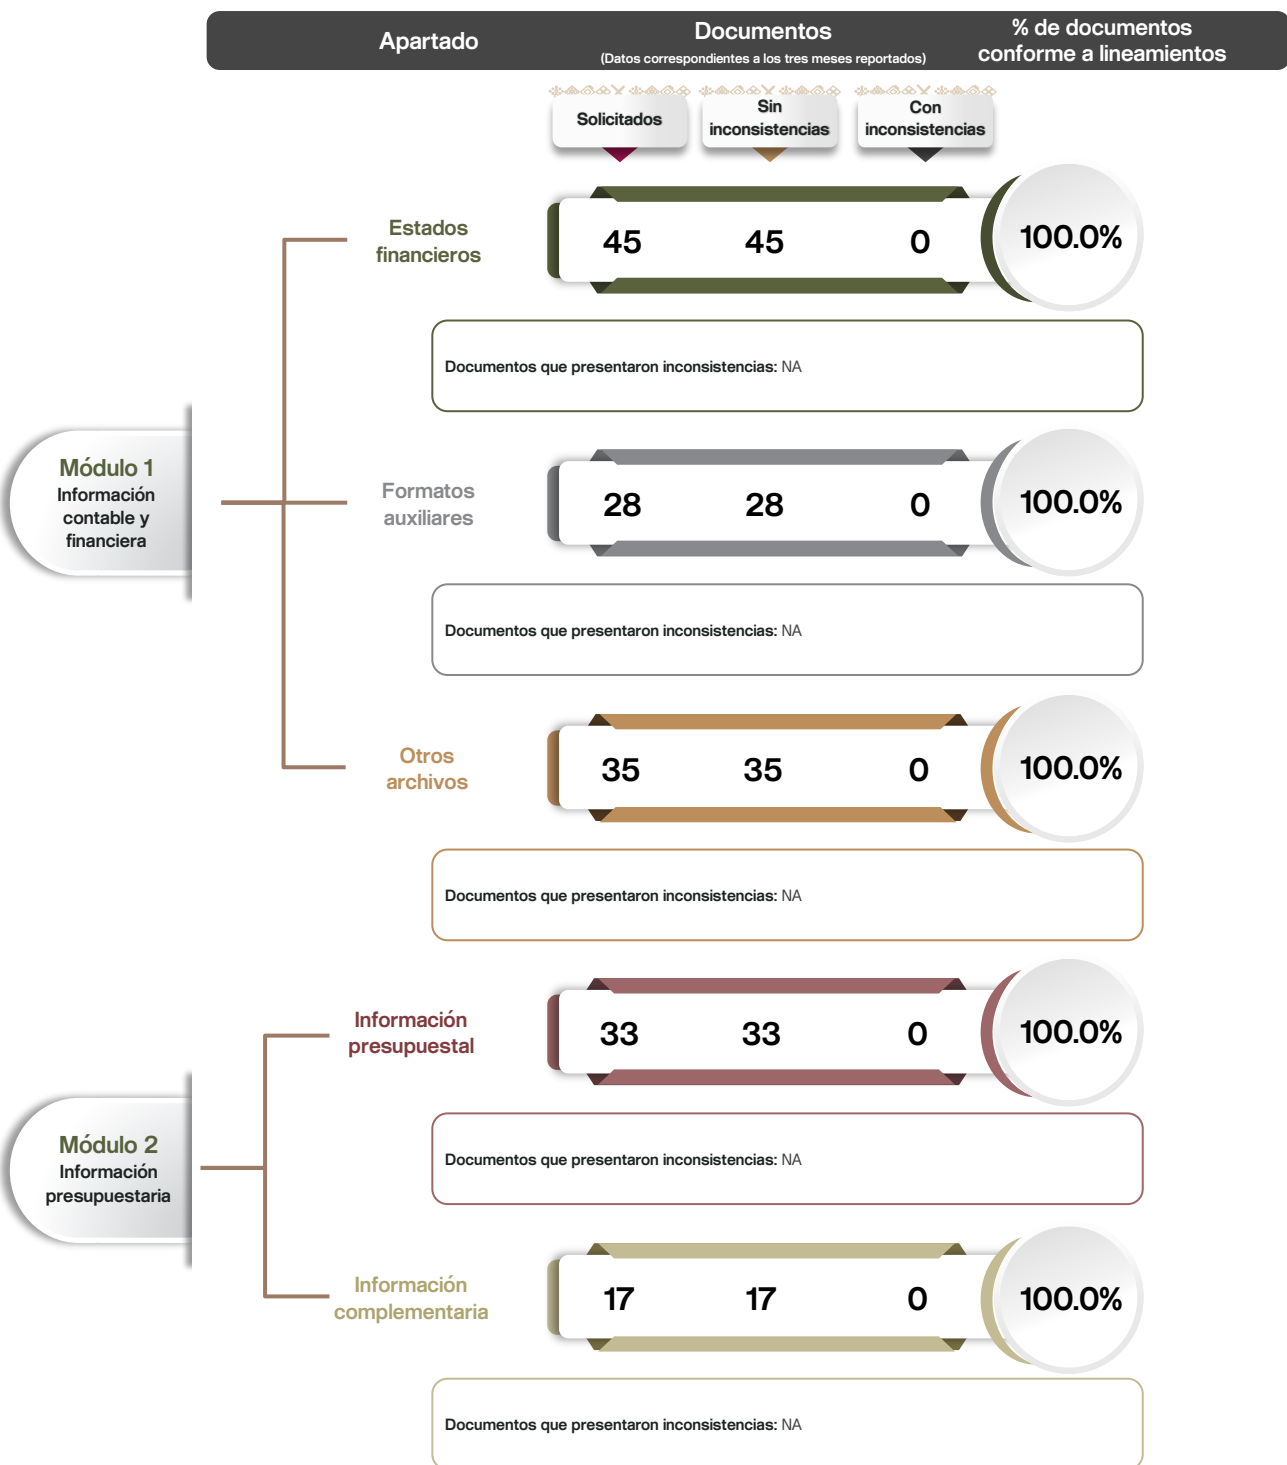 Apartado
Documentos
(Datos correspondientes a los tres meses reportados)
% de documentos
conforme a lineamientos
Solicitados
Sin
inconsistencias
Con
inconsistencias
Módulo 1
Información
contable y
financiera
Estados
financieros
45 45 0 100.0%
Documentos que presentaron inconsistencias: NA
Formatos
auxiliares
28 28 0 100.0%
Documentos que presentaron inconsistencias: NA
Otros
archivos
35 35 0 100.0%
Documentos que presentaron inconsistencias: NA
Módulo 2
Información
presupuestaria
Información
presupuestal
33 33 0 100.0%
Documentos que presentaron inconsistencias: NA
Información
complementaria
17 17 0 100.0%
Documentos que presentaron inconsistencias: NA